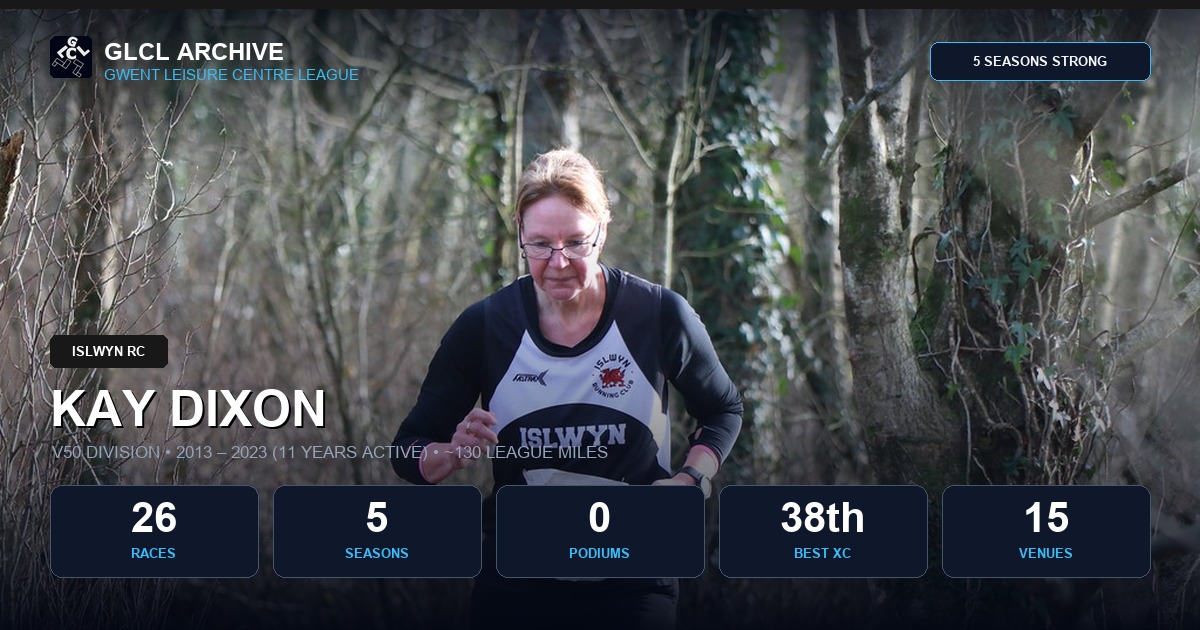 GLCL ARCHIVE
GWENT LEISURE CENTRE LEAGUE
5 SEASONS STRONG
ISLWYN RUNNING CLUB
FASTRAX
ISLWYN
ISLWYN RC
KAY DIXON
V50 DIVISION • 2013 – 2023 (11 YEARS ACTIVE) • ~130 LEAGUE MILES
26
RACES
5
SEASONS
0
PODIUMS
38th
BEST XC
15
VENUES